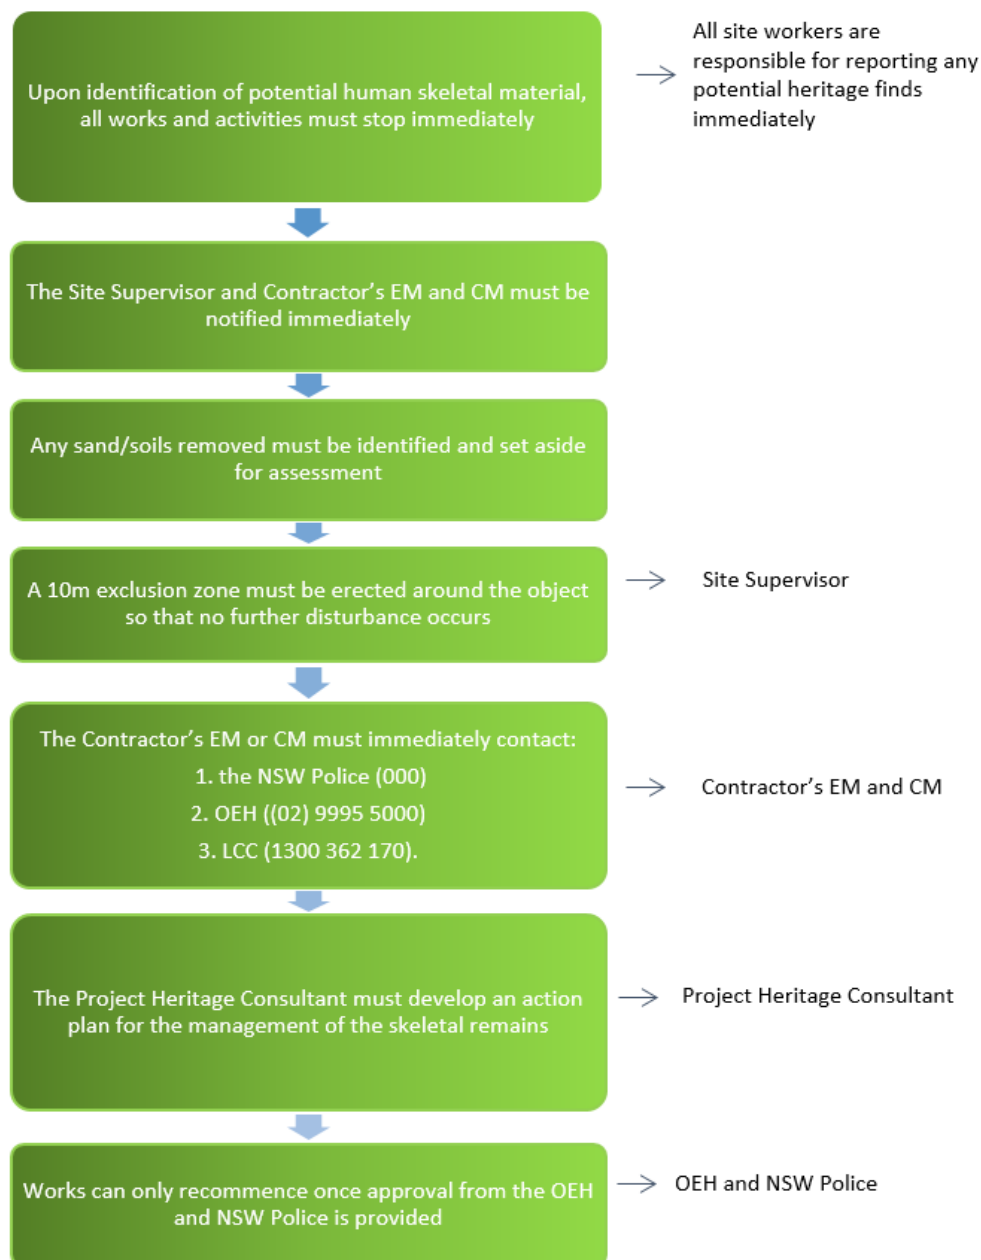 Upon identification of potential human skeletal material,
all works and activities must stop immediately
All site workers are
responsible for reporting any
potential heritage finds
immediately
The Site Supervisor and Contractor’s EM and CM must be
notified immediately
Any sand/soils removed must be identified and set aside
for assessment
A 10m exclusion zone must be erected around the object
so that no further disturbance occurs
Site Supervisor
The Contractor’s EM or CM must immediately contact:
1. the NSW Police (000)
2. OEH ((02) 9995 5000)
3. LCC (1300 362 170).
Contractor’s EM and CM
The Project Heritage Consultant must develop an action
plan for the management of the skeletal remains
Project Heritage Consultant
Works can only recommence once approval from the OEH
and NSW Police is provided
OEH and NSW Police